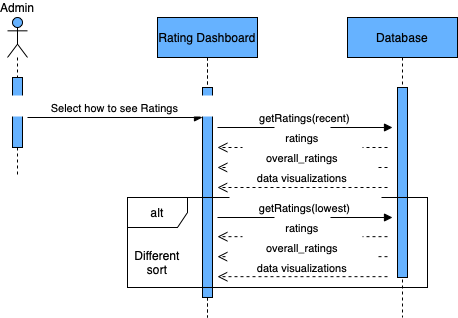 Admin
Rating Dashboard
Database
Select how to see Ratings
getRatings(recent)
ratings
overall_ratings
data visualizations
alt
getRatings(lowest)
ratings
Different
sort
overall_ratings
data visualizations